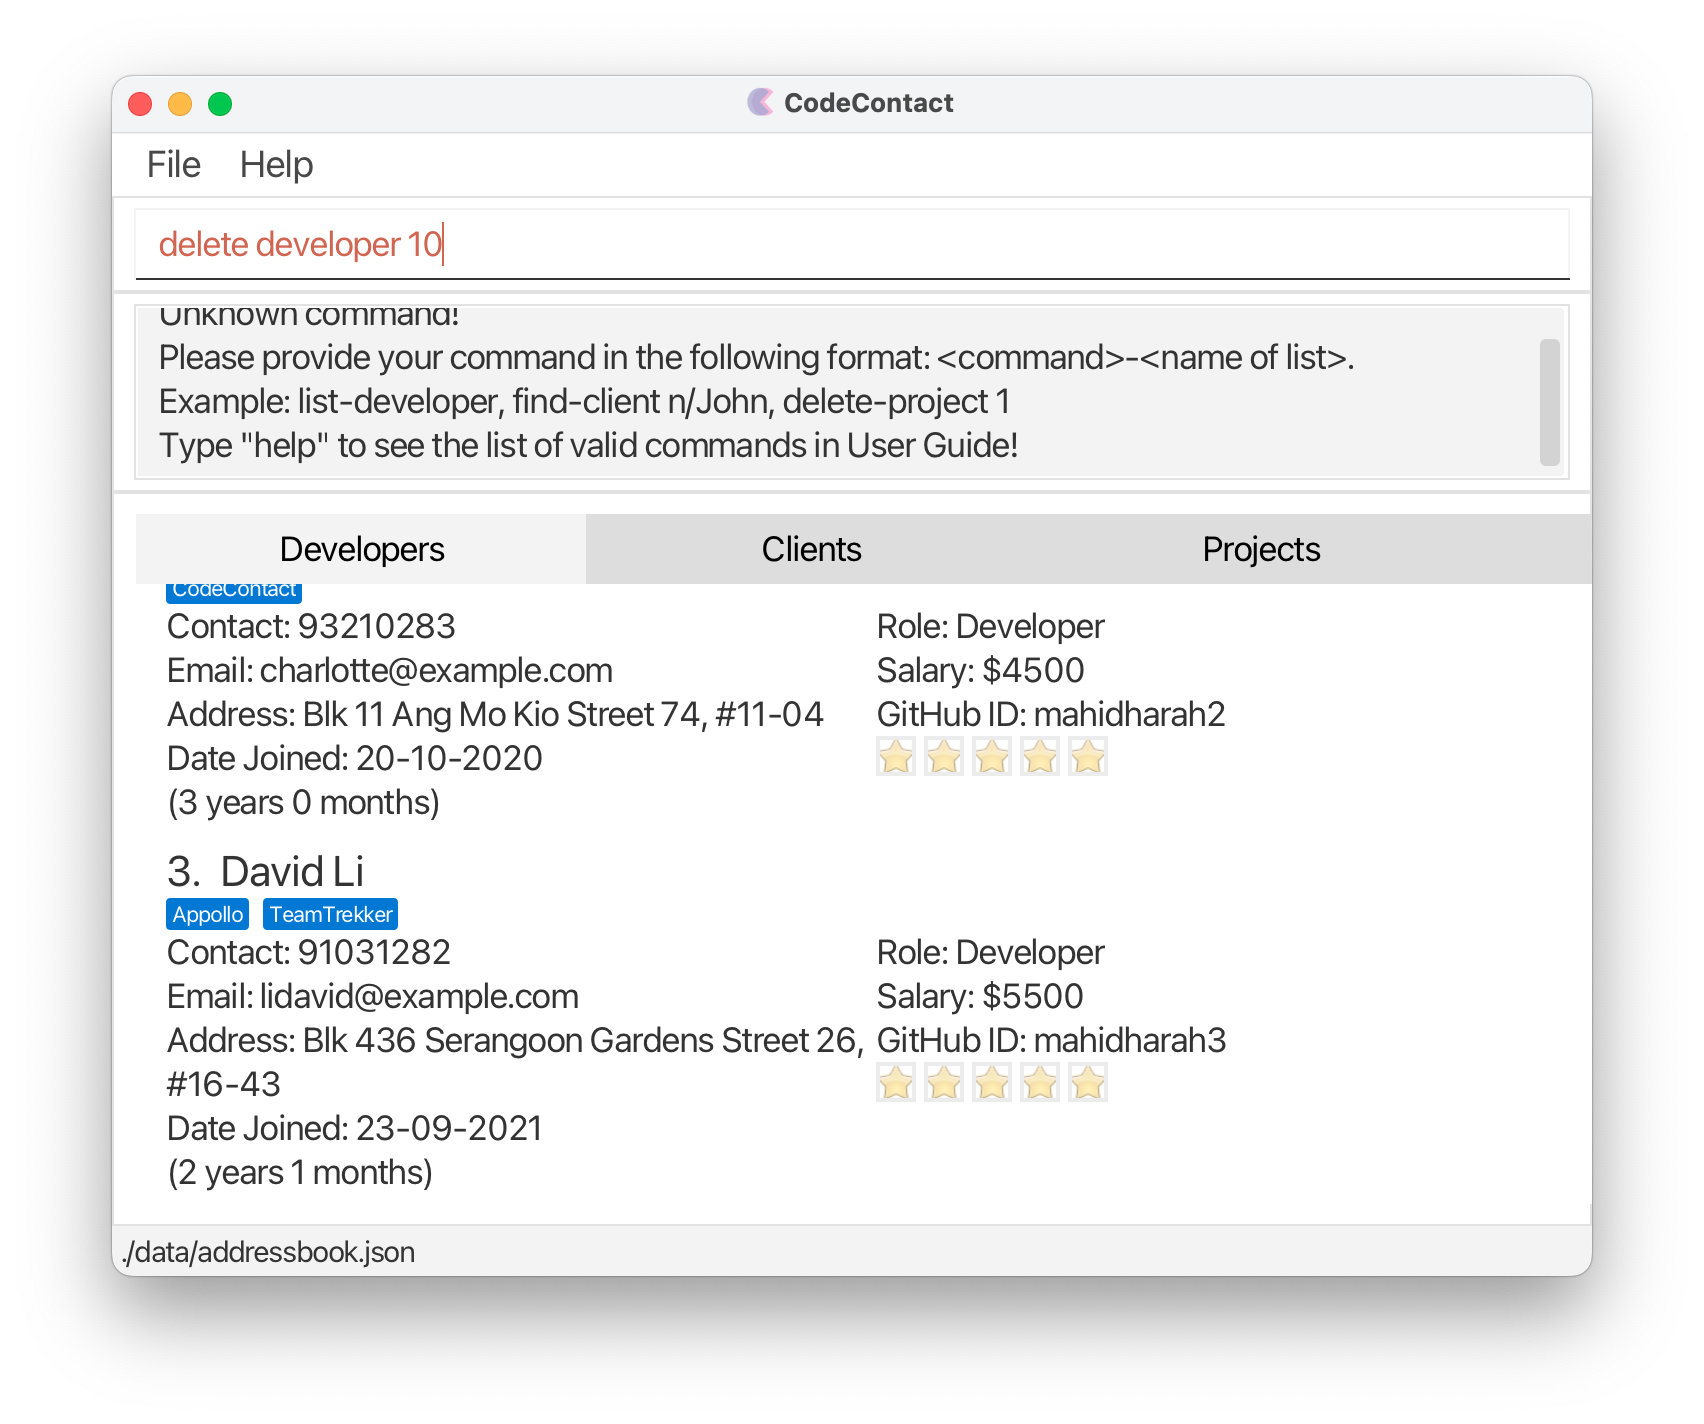 CodeContact
File Help
delete developer 10
Unknown command!
Please provide your command in the following format: <command>-<name of list>.
Example: list-developer, find-client n/John, delete-project 1
Type "help" to see the list of valid commands in User Guide!
Developers Clients Projects
CodeContact
Contact: 93210283 Role: Developer
Email: charlotte@example.com Salary: $4500
Address: Blk 11 Ang Mo Kio Street 74, #11-04 GitHub ID: mahidharah2
Date Joined: 20-10-2020
(3 years 0 months)
3. David Li
Appollo TeamTrekker
Contact: 91031282 Role: Developer
Email: lidavid@example.com Salary: $5500
Address: Blk 436 Serangoon Gardens Street 26, GitHub ID: mahidharah3
#16-43
Date Joined: 23-09-2021
(2 years 1 months)
./data/addressbook.json